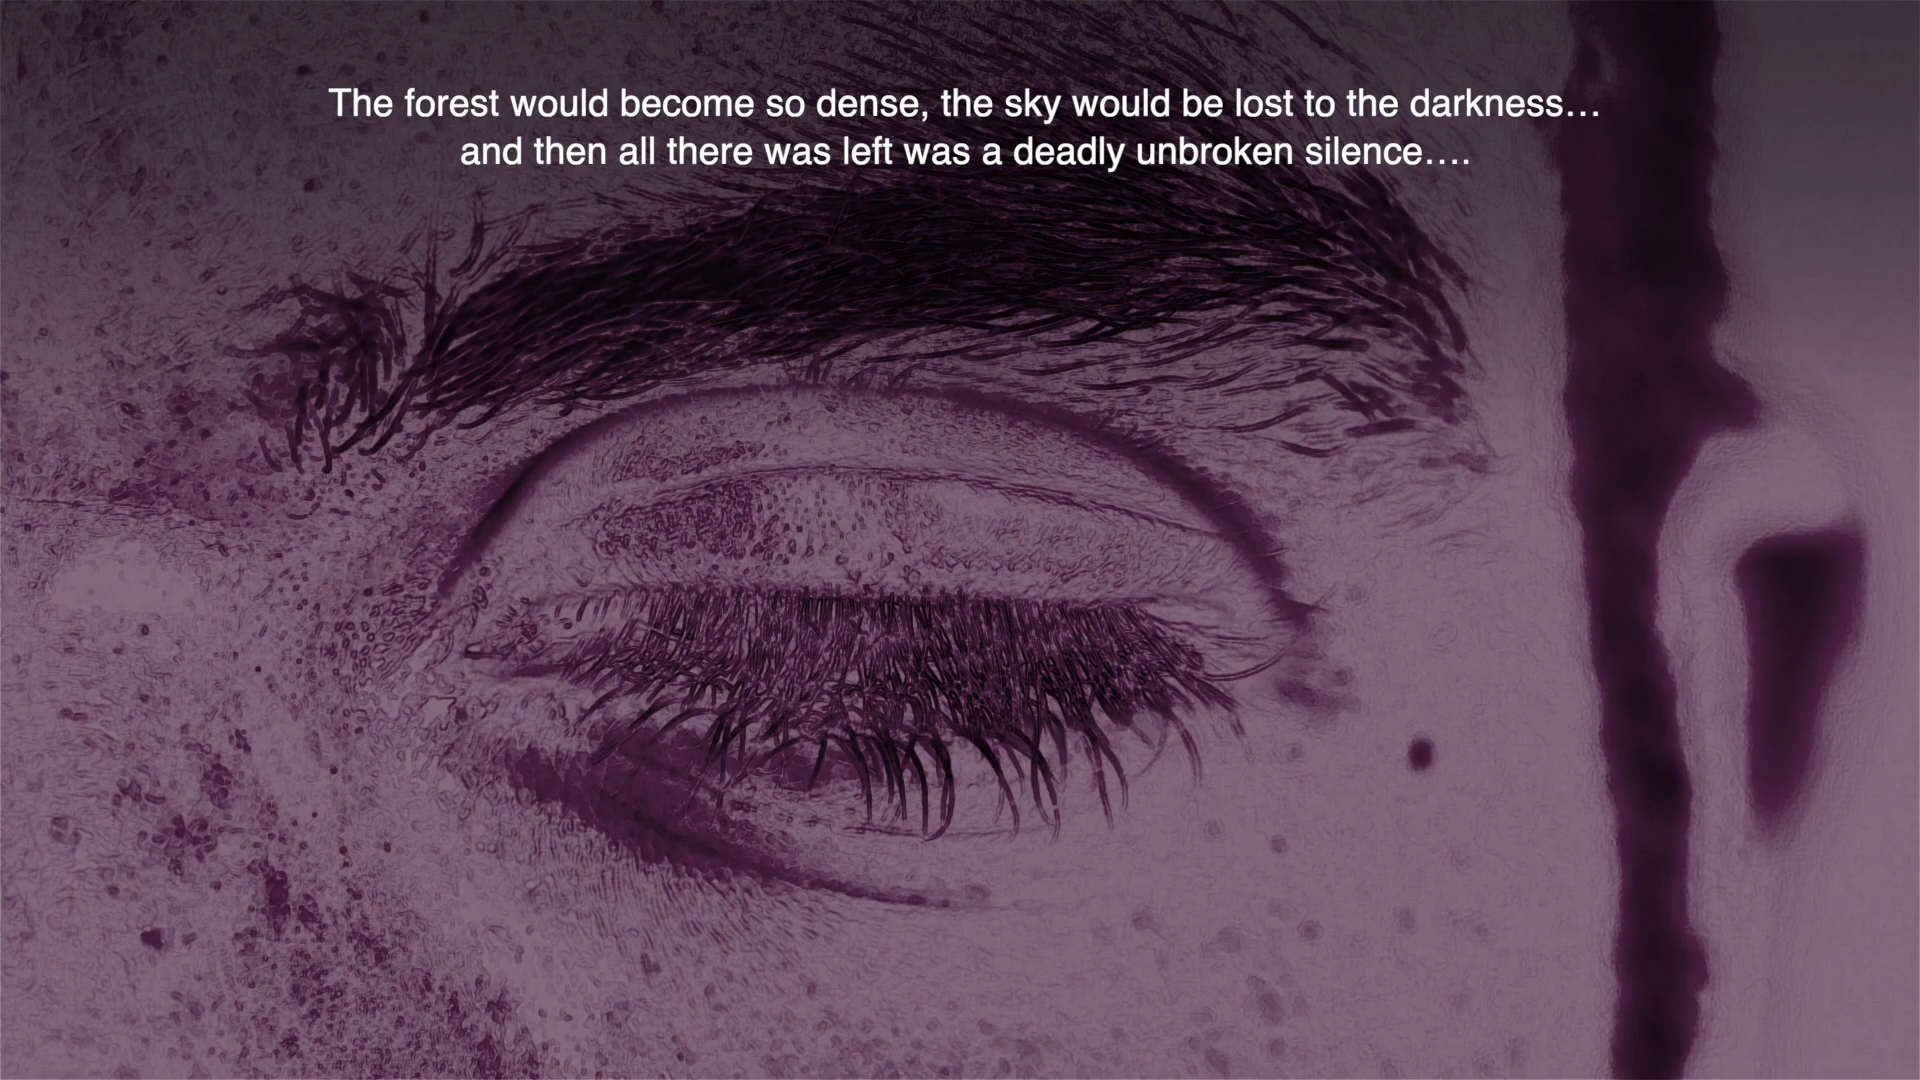 The forest would become so dense, the sky would be lost to the darkness…
and then all there was left was a deadly unbroken silence….